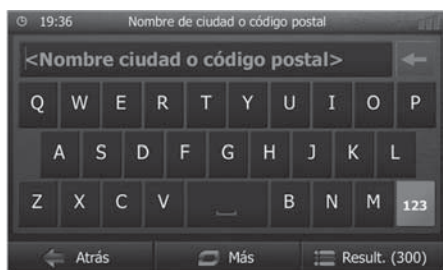 19:36 Nombre de ciudad o código postal
<Nombre ciudad o código postal>
Q W E R T Y U I O P
A S D F G H J K L
Z X C V B N M 123
Atrás Más Result. (300)